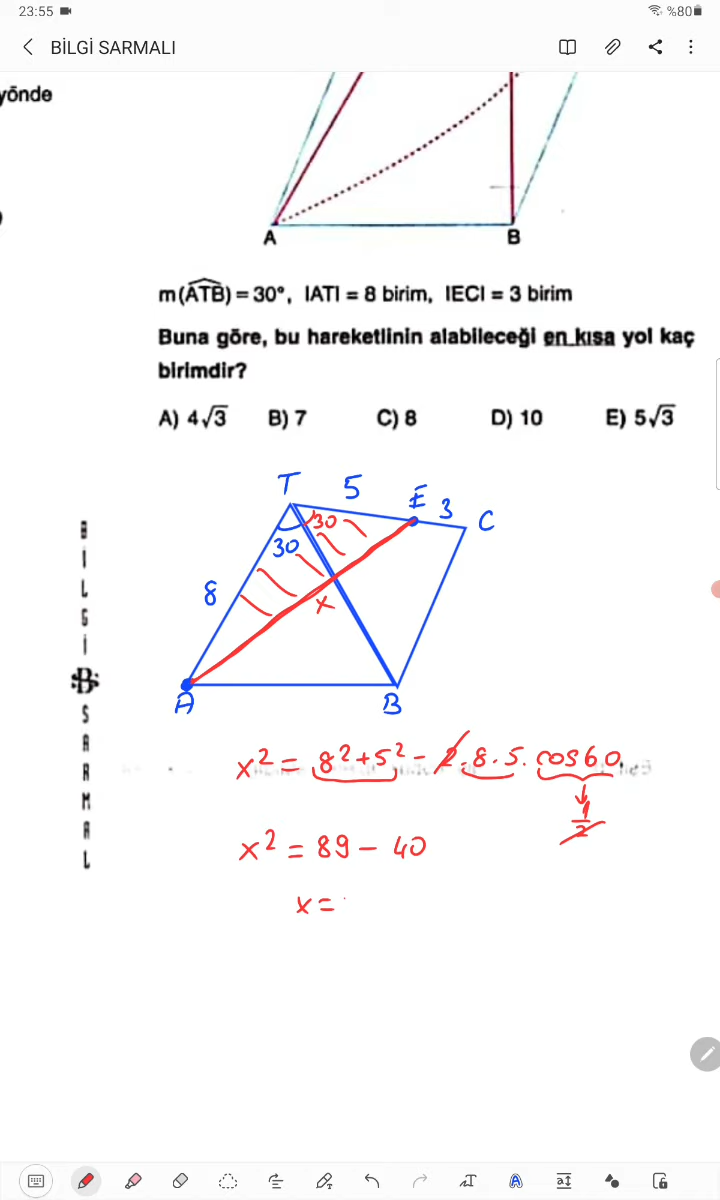 23:55 %80
BİLGİ SARMALI
yönde
A B
m(ATB) = 30°, IATI = 8 birim, IECI = 3 birim
Buna göre, bu hareketlinin alabileceği en kısa yol kaç
birimdir?
A) 4√3 B) 7 C) 8 D) 10 E) 5√3
T 5 E 3 C
30
30
8
x
A B
BİLGİ
B
SARMAL
x² = 8² + 5² - 2.8.5. cos60
1/2
x² = 89 - 40
x =